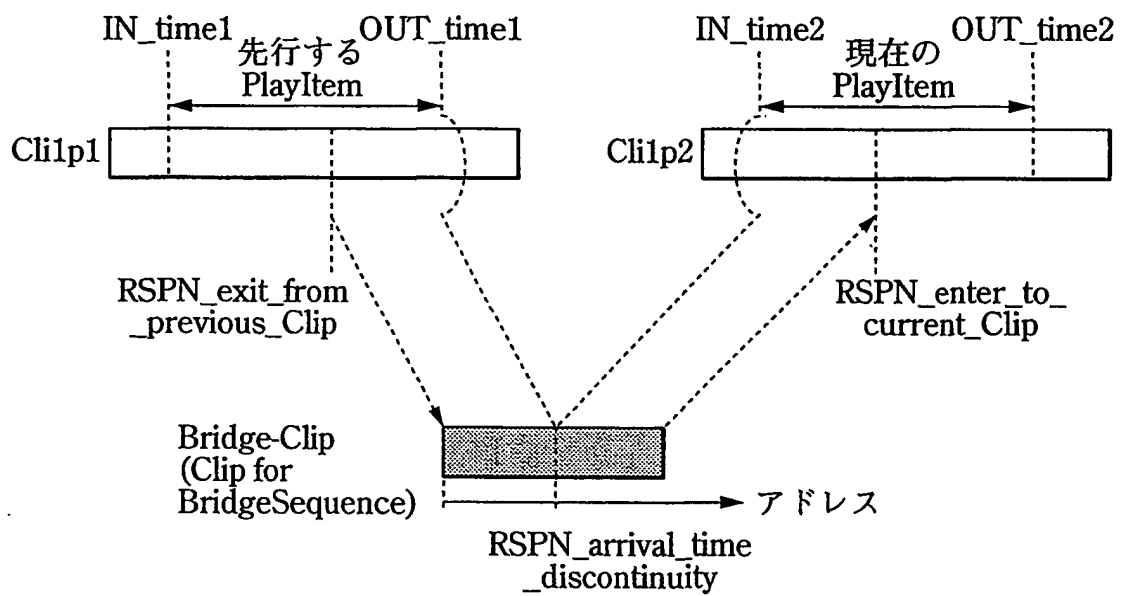 IN_time1
先行する
PlayItem
OUT_time1
IN_time2
現在の
PlayItem
OUT_time2
Cli1p1
Cli1p2
RSPN_exit_from
_previous_Clip
RSPN_enter_to_
current_Clip
Bridge-Clip
(Clip for
BridgeSequence)
アドレス
RSPN_arrival_time
_discontinuity